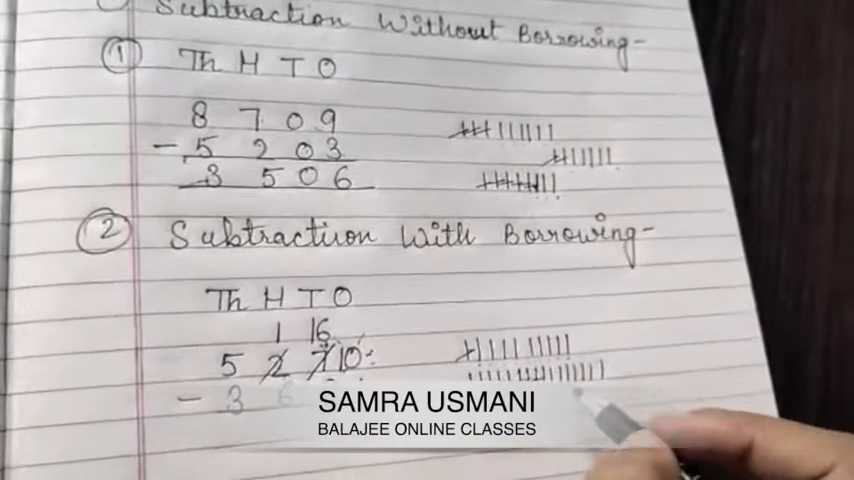 Subtraction Without Borrowing-
1 Th H T O
8 7 0 9
- 5 2 0 3
3 5 0 6
2 Subtraction With Borrowing-
Th H T O
1 16
5 2 7 10
- 3 6
SAMRA USMANI
BALAJEE ONLINE CLASSES